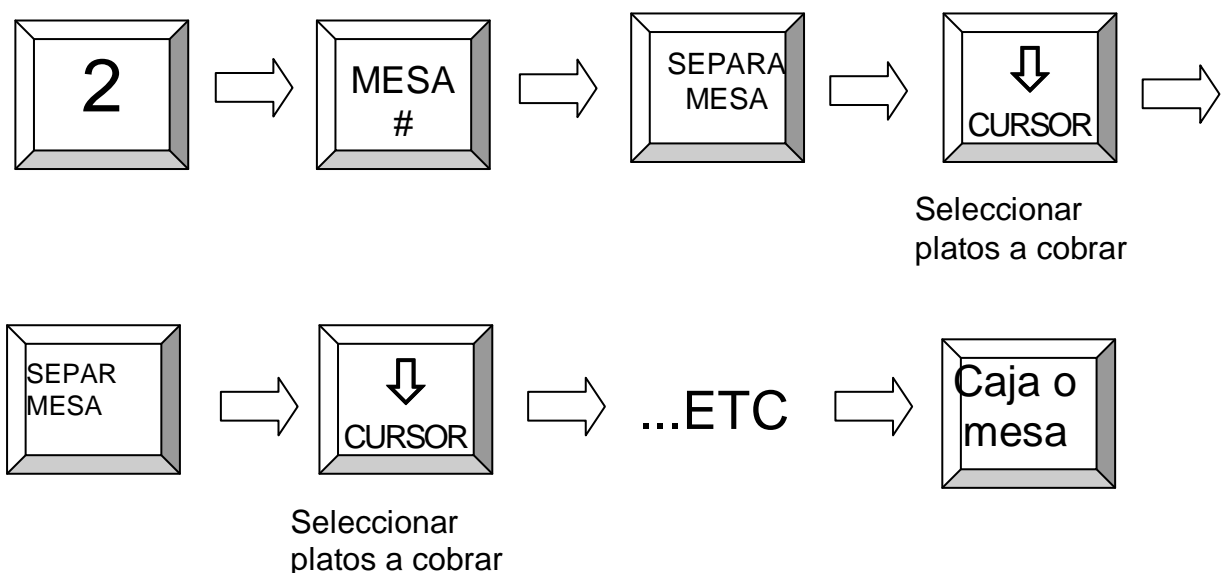 2
MESA
#
SEPARA
MESA
CURSOR
Seleccionar
platos a cobrar
SEPAR
MESA
CURSOR
Seleccionar
platos a cobrar
...ETC
Caja o
mesa